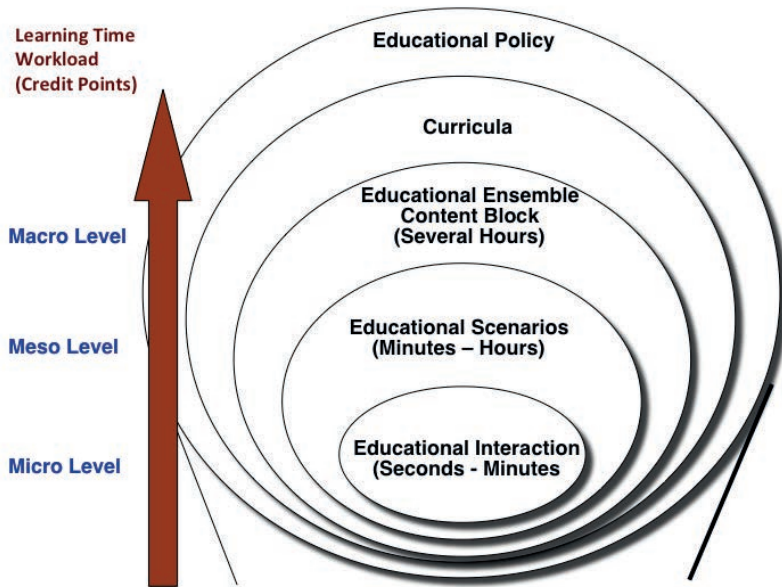 Learning Time
Workload
(Credit Points)
Educational Policy
Curricula
Educational Ensemble
Content Block
(Several Hours)
Macro Level
Educational Scenarios
(Minutes – Hours)
Meso Level
Educational Interaction
(Seconds - Minutes
Micro Level